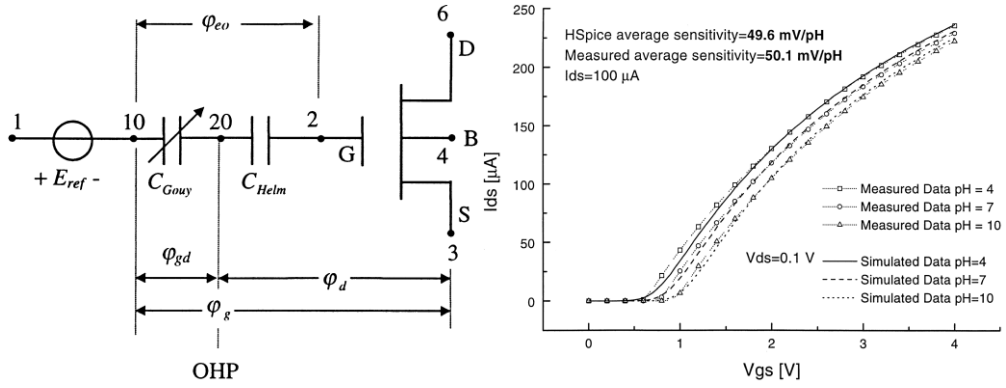 φeo
6
D
1
10
20
2
G
B
4
+ Eref -
CGouy
CHelm
S
3
φgd
φd
φg
OHP
HSpice average sensitivity=49.6 mV/pH
Measured average sensitivity=50.1 mV/pH
Ids=100 μA
Ids [μA]
250
200
150
100
50
0
Measured Data pH = 4
Measured Data pH = 7
Measured Data pH = 10
Vds=0.1 V
Simulated Data pH=4
Simulated Data pH=7
Simulated Data pH=10
0 1 2 3 4
Vgs [V]